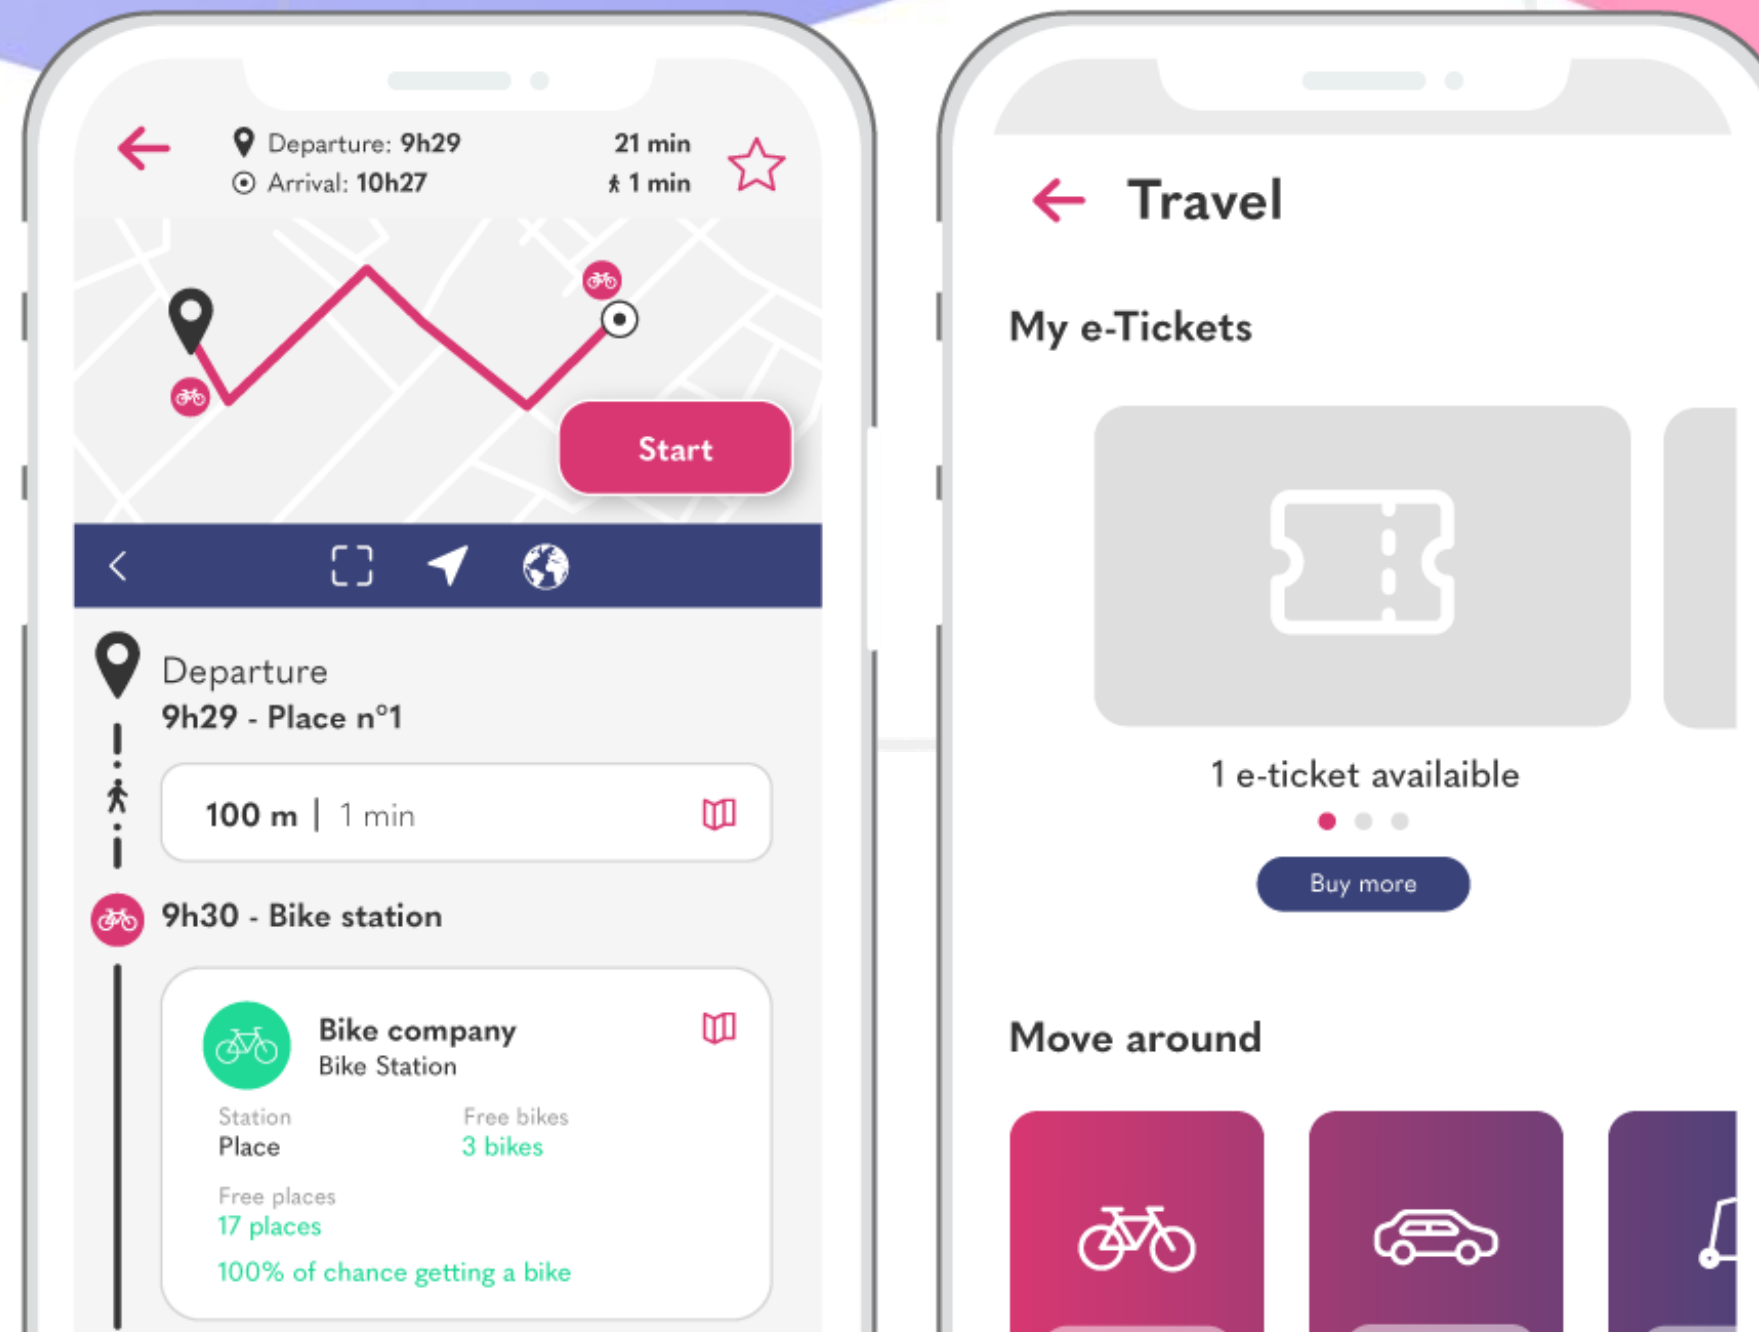 Departure: 9h29
21 min
Arrival: 10h27
1 min
Start
Departure
9h29 - Place n°1
100 m | 1 min
9h30 - Bike station
Bike company
Bike Station
Station
Free bikes
Place
3 bikes
Free places
17 places
100% of chance getting a bike
Travel
My e-Tickets
1 e-ticket availaible
Buy more
Move around